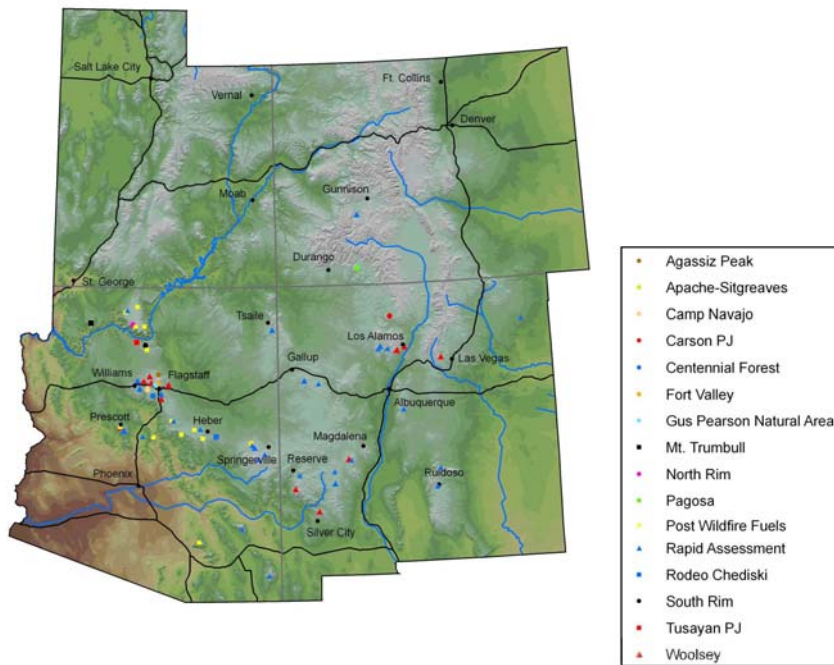 Salt Lake City
Ft. Collins
Vernal
Denver
Moab
Gunnison
Durango
St. George
Tsaile
Los Alamos
Gallup
Las Vegas
Williams
Flagstaff
Albuquerque
Prescott
Heber
Magdalena
Springerville
Reserve
Phoenix
Ruidoso
Silver City
Agassiz Peak
Apache-Sitgreaves
Camp Navajo
Carson PJ
Centennial Forest
Fort Valley
Gus Pearson Natural Area
Mt. Trumbull
North Rim
Pagosa
Post Wildfire Fuels
Rapid Assessment
Rodeo Chediski
South Rim
Tusayan PJ
Woolsey